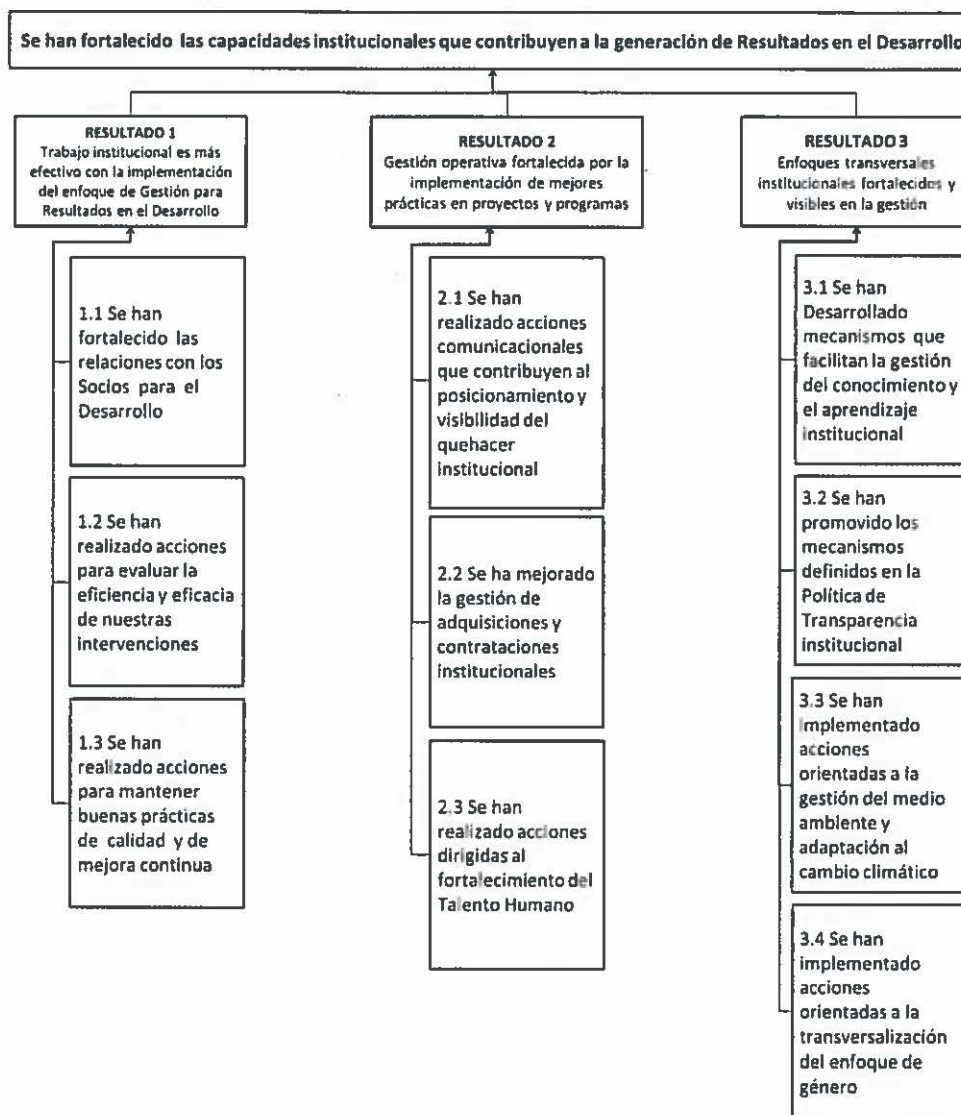 Se han fortalecido las capacidades institucionales que contribuyen a la generación de Resultados en el Desarrollo
RESULTADO 1
Trabajo institucional es más
efectivo con la implementación
del enfoque de Gestión para
Resultados en el Desarrollo
1.1 Se han
fortalecido las
relaciones con los
Socios para el
Desarrollo
1.2 Se han
realizado acciones
para evaluar la
eficiencia y eficacia
de nuestras
intervenciones
1.3 Se han
realizado acciones
para mantener
buenas prácticas
de calidad y de
mejora continua
RESULTADO 2
Gestión operativa fortalecida por la
implementación de mejores
prácticas en proyectos y programas
2.1 Se han
realizado acciones
comunicacionales
que contribuyen al
posicionamiento y
visibilidad del
quehacer
institucional
2.2 Se ha mejorado
la gestión de
adquisiciones y
contrataciones
institucionales
2.3 Se han
realizado acciones
dirigidas al
fortalecimiento del
Talento Humano
RESULTADO 3
Enfoques transversales
institucionales fortalecidos y
visibles en la gestión
3.1 Se han
Desarrollado
mecanismos que
facilitan la gestión
del conocimiento y
el aprendizaje
institucional
3.2 Se han
promovido los
mecanismos
definidos en la
Política de
Transparencia
institucional
3.3 Se han
implementado
acciones
orientadas a la
gestión del medio
ambiente y
adaptación al
cambio climático
3.4 Se han
implementado
acciones
orientadas a la
transversalización
del enfoque de
género